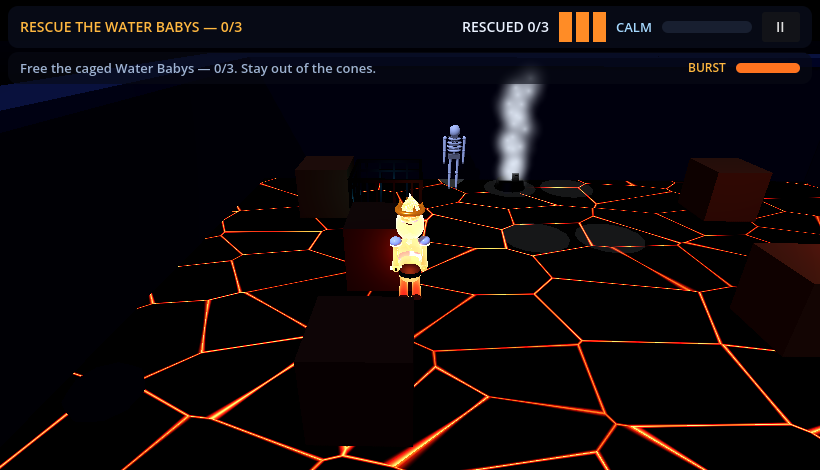 RESCUE THE WATER BABYS — 0/3
RESCUED 0/3
CALM
Free the caged Water Babys — 0/3. Stay out of the cones.
BURST